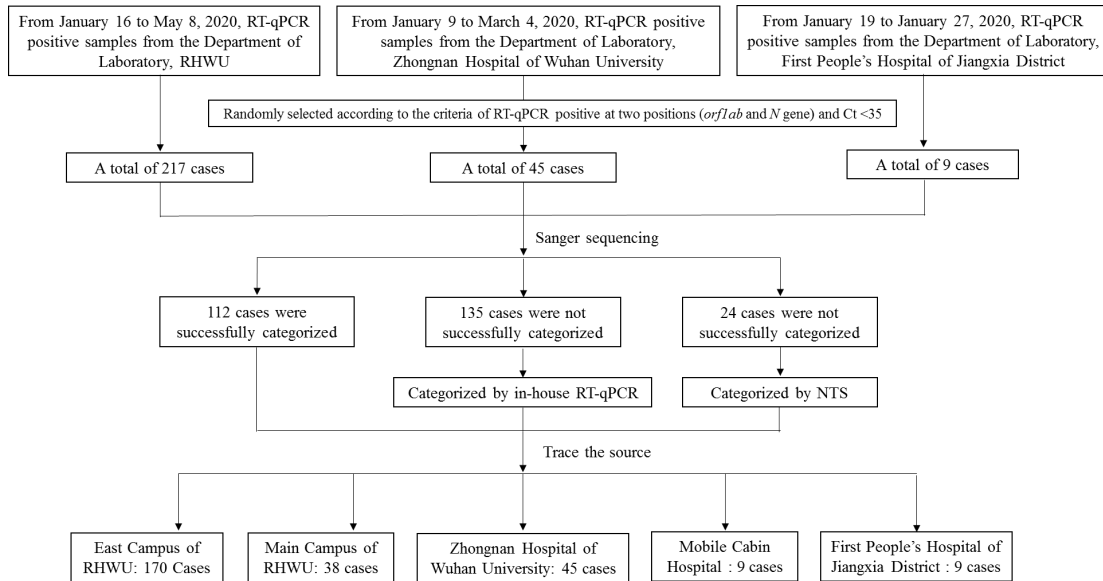 From January 16 to May 8, 2020, RT-qPCR
positive samples from the Department of
Laboratory, RHWU
From January 9 to March 4, 2020, RT-qPCR positive
samples from the Department of Laboratory,
Zhongnan Hospital of Wuhan University
From January 19 to January 27, 2020, RT-qPCR
positive samples from the Department of Laboratory,
First People's Hospital of Jiangxia District
Randomly selected according to the criteria of RT-qPCR positive at two positions (orf1ab and N gene) and Ct <35
A total of 217 cases
A total of 45 cases
A total of 9 cases
Sanger sequencing
112 cases were
successfully categorized
135 cases were not
successfully categorized
24 cases were not
successfully categorized
Categorized by in-house RT-qPCR
Categorized by NTS
Trace the source
East Campus of
RHWU: 170 Cases
Main Campus of
RHWU: 38 cases
Zhongnan Hospital of
Wuhan University: 45 cases
Mobile Cabin
Hospital : 9 cases
First People's Hospital of
Jiangxia District : 9 cases